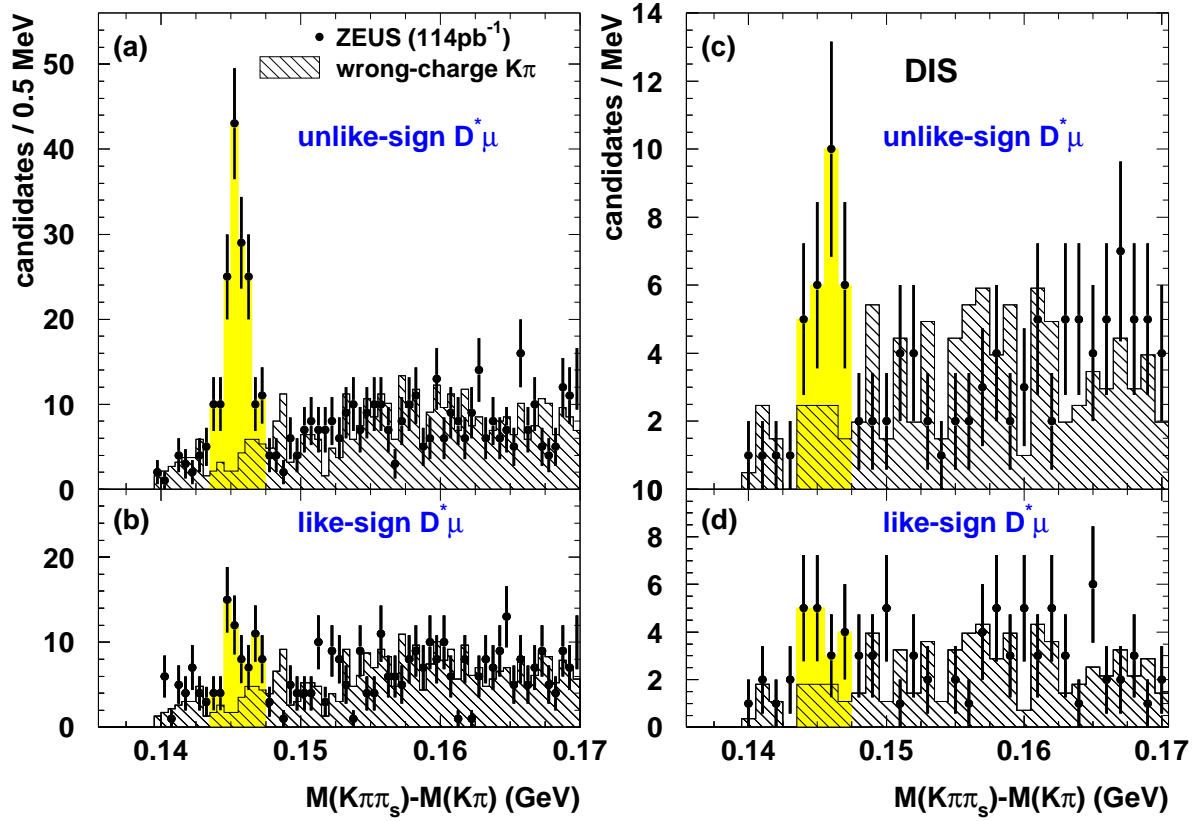 (a)
ZEUS (114pb⁻¹)
wrong-charge Kπ
unlike-sign D*μ
candidates / 0.5 MeV
50
40
30
20
10
0
(b)
like-sign D*μ
20
10
0
0.14 0.15 0.16 0.17
M(Kππₛ)-M(Kπ) (GeV)
(c)
DIS
unlike-sign D*μ
candidates / MeV
14
12
10
8
6
4
2
0
(d)
like-sign D*μ
10
8
6
4
2
0
0.14 0.15 0.16 0.17
M(Kππₛ)-M(Kπ) (GeV)